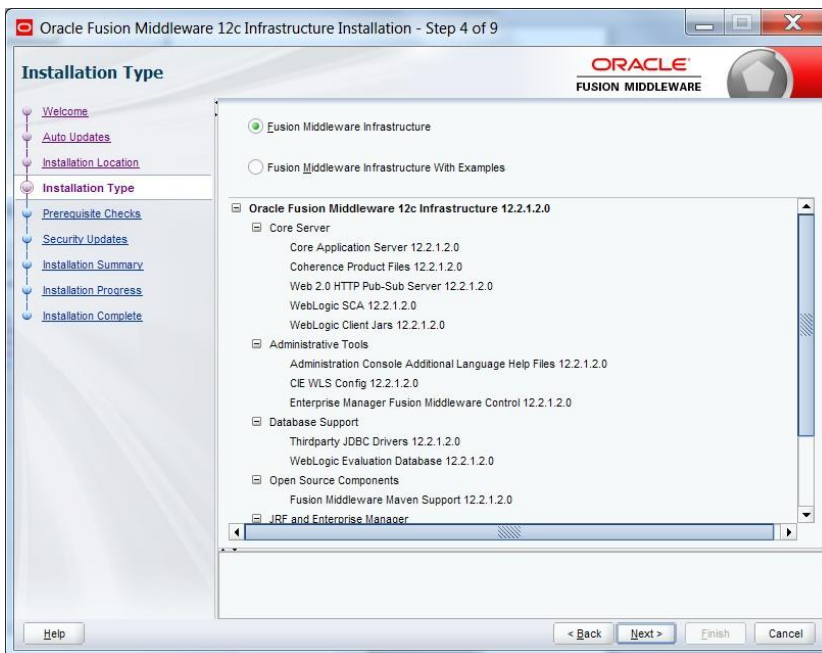 Oracle Fusion Middleware 12c Infrastructure Installation - Step 4 of 9
Installation Type
ORACLE
FUSION MIDDLEWARE
Welcome
Auto Updates
Installation Location
Installation Type
Prerequisite Checks
Security Updates
Installation Summary
Installation Progress
Installation Complete
Fusion Middleware Infrastructure
Fusion Middleware Infrastructure With Examples
Oracle Fusion Middleware 12c Infrastructure 12.2.1.2.0
Core Server
Core Application Server 12.2.1.2.0
Coherence Product Files 12.2.1.2.0
Web 2.0 HTTP Pub-Sub Server 12.2.1.2.0
WebLogic SCA 12.2.1.2.0
WebLogic Client Jars 12.2.1.2.0
Administrative Tools
Administration Console Additional Language Help Files 12.2.1.2.0
CIE WLS Config 12.2.1.2.0
Enterprise Manager Fusion Middleware Control 12.2.1.2.0
Database Support
Thirdparty JDBC Drivers 12.2.1.2.0
WebLogic Evaluation Database 12.2.1.2.0
Open Source Components
Fusion Middleware Maven Support 12.2.1.2.0
JRF and Enterprise Manager
Help
< Back
Next >
Finish
Cancel